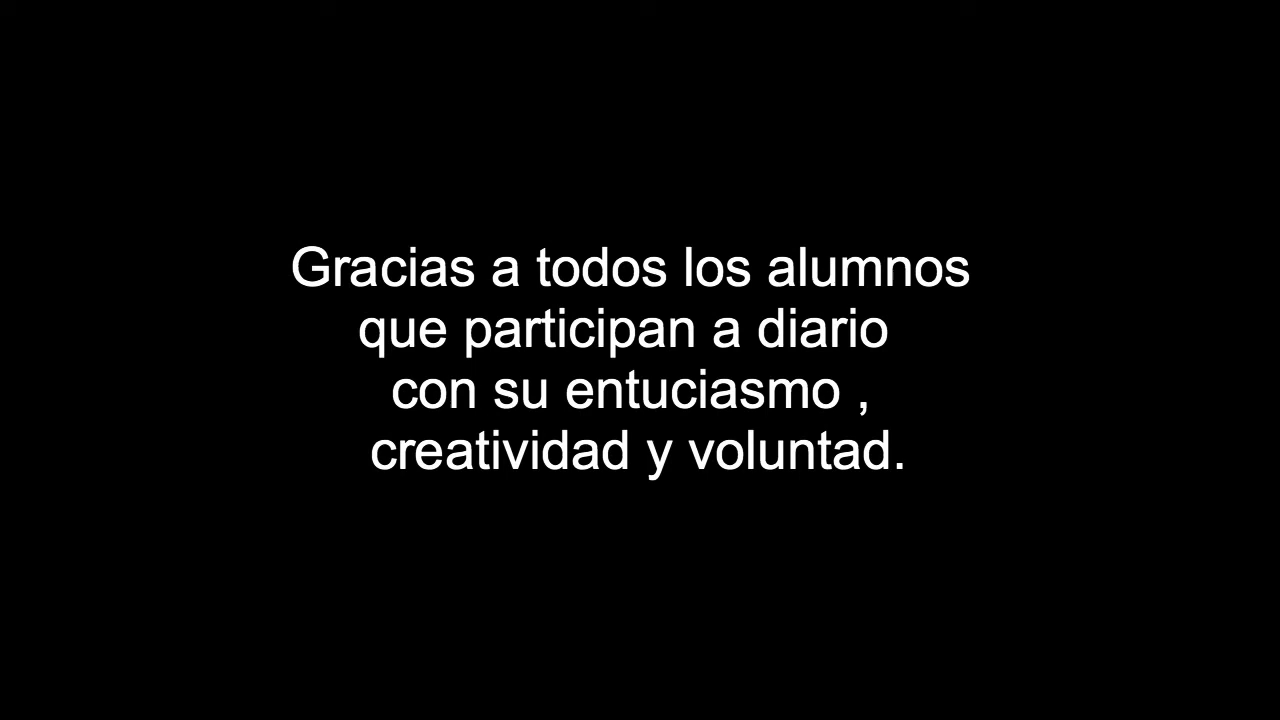 Gracias a todos los alumnos
que participan a diario
con su entuciasmo ,
creatividad y voluntad.